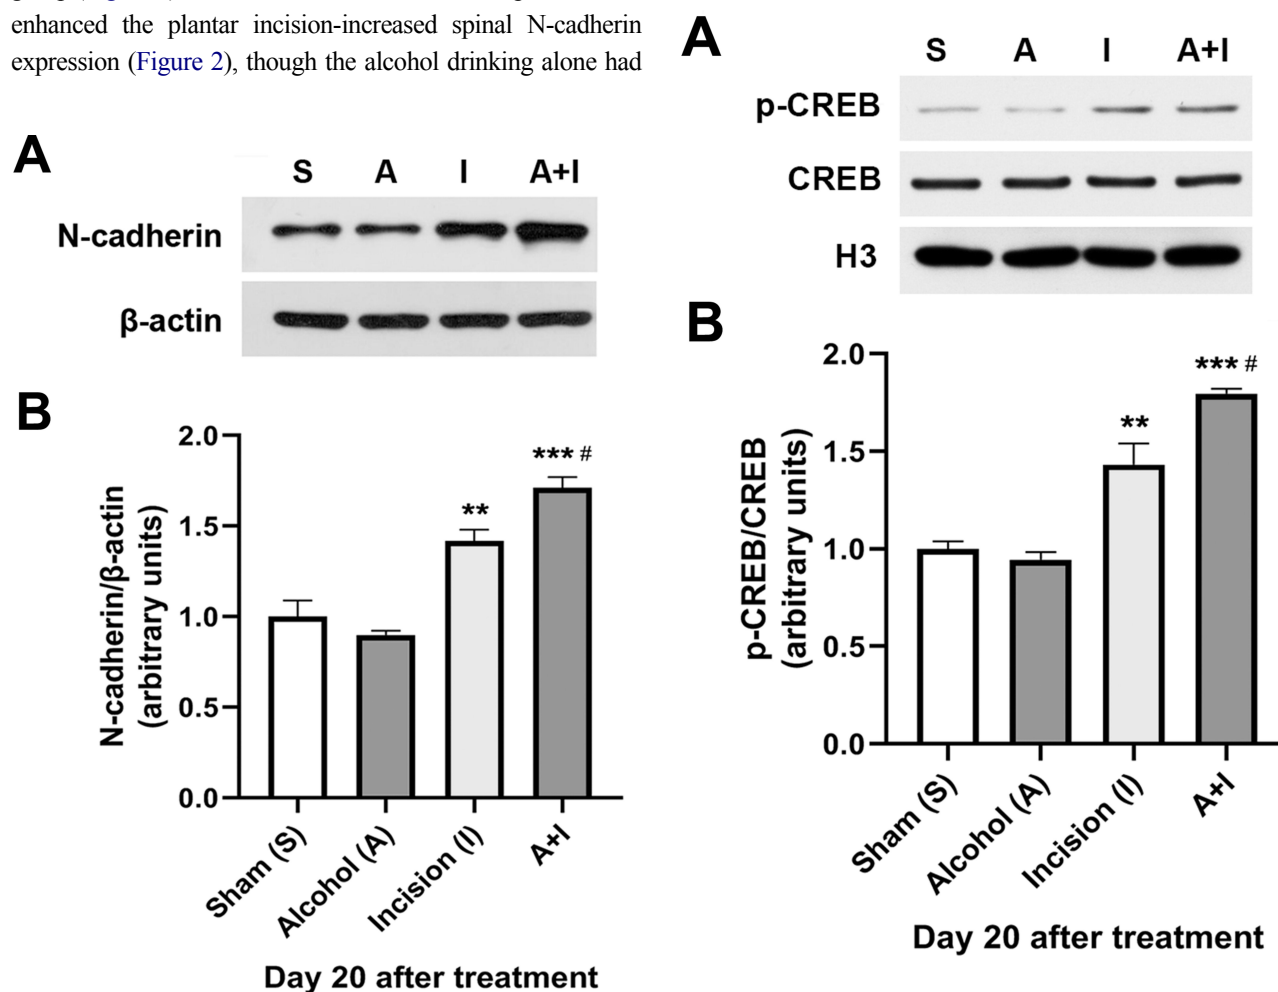 enhanced the plantar incision-increased spinal N-cadherin
expression (Figure 2), though the alcohol drinking alone had
A
S A I A+I
N-cadherin
β-actin
B
N-cadherin/β-actin
(arbitrary units)
2.0
1.5
1.0
0.5
0.0
**
*** #
Sham (S)
Alcohol (A)
Incision (I)
A+I
Day 20 after treatment
A
S A I A+I
p-CREB
CREB
H3
B
p-CREB/CREB
(arbitrary units)
2.0
1.5
1.0
0.5
0.0
**
*** #
Sham (S)
Alcohol (A)
Incision (I)
A+I
Day 20 after treatment